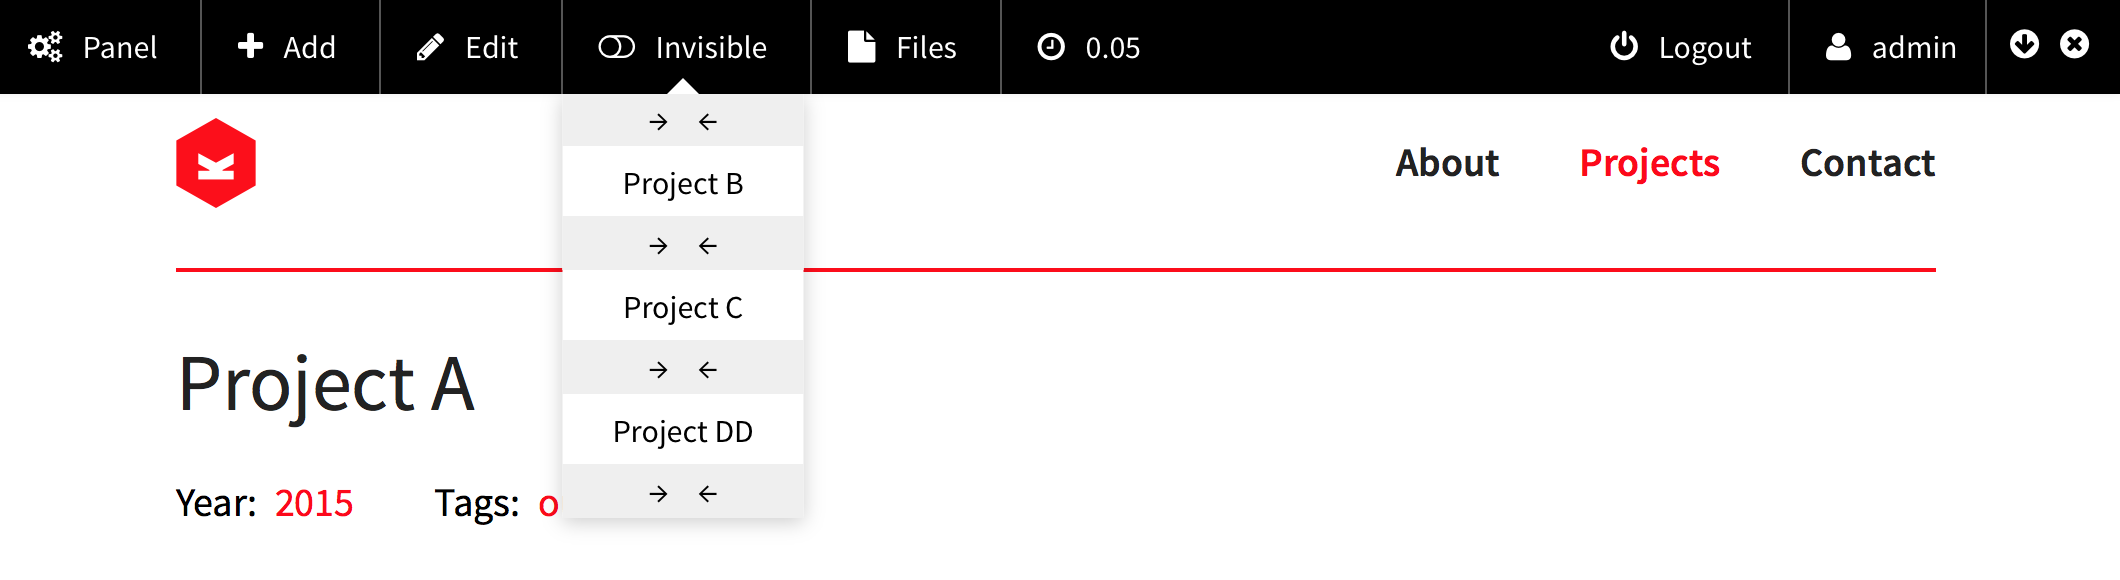 Panel Add Edit Invisible Files 0.05 Logout admin
→ ←
About Projects Contact
Project B
→ ←
Project C
→ ←
Project A
Project DD
→ ←
Year: 2015 Tags: o